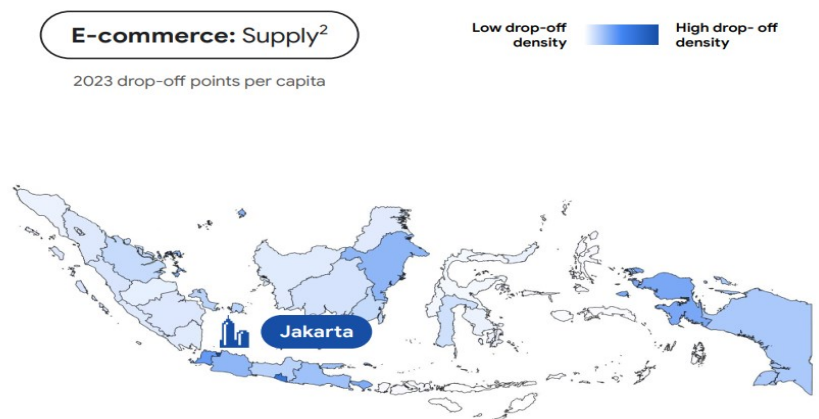 E-commerce: Supply²
2023 drop-off points per capita
Low drop-off
density
High drop- off
density
Jakarta